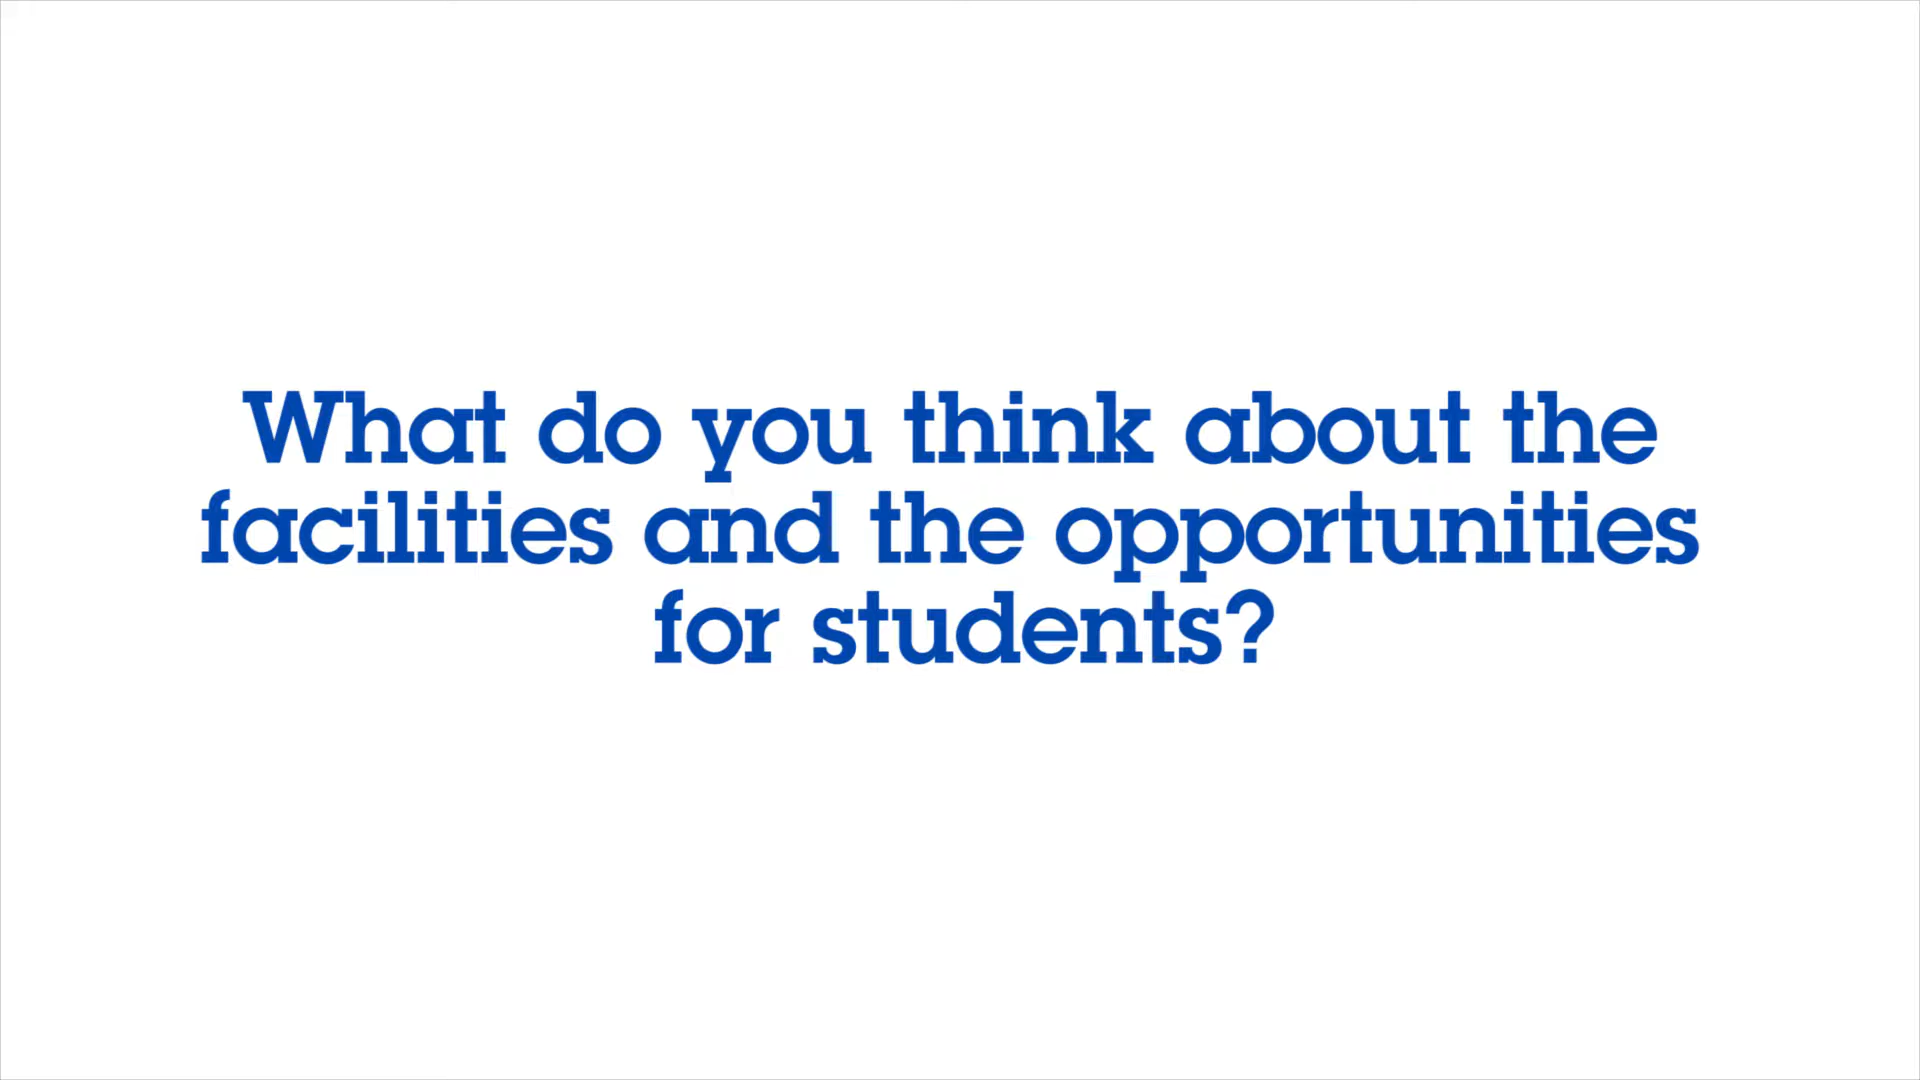 What do you think about the
facilities and the opportunities
for students?